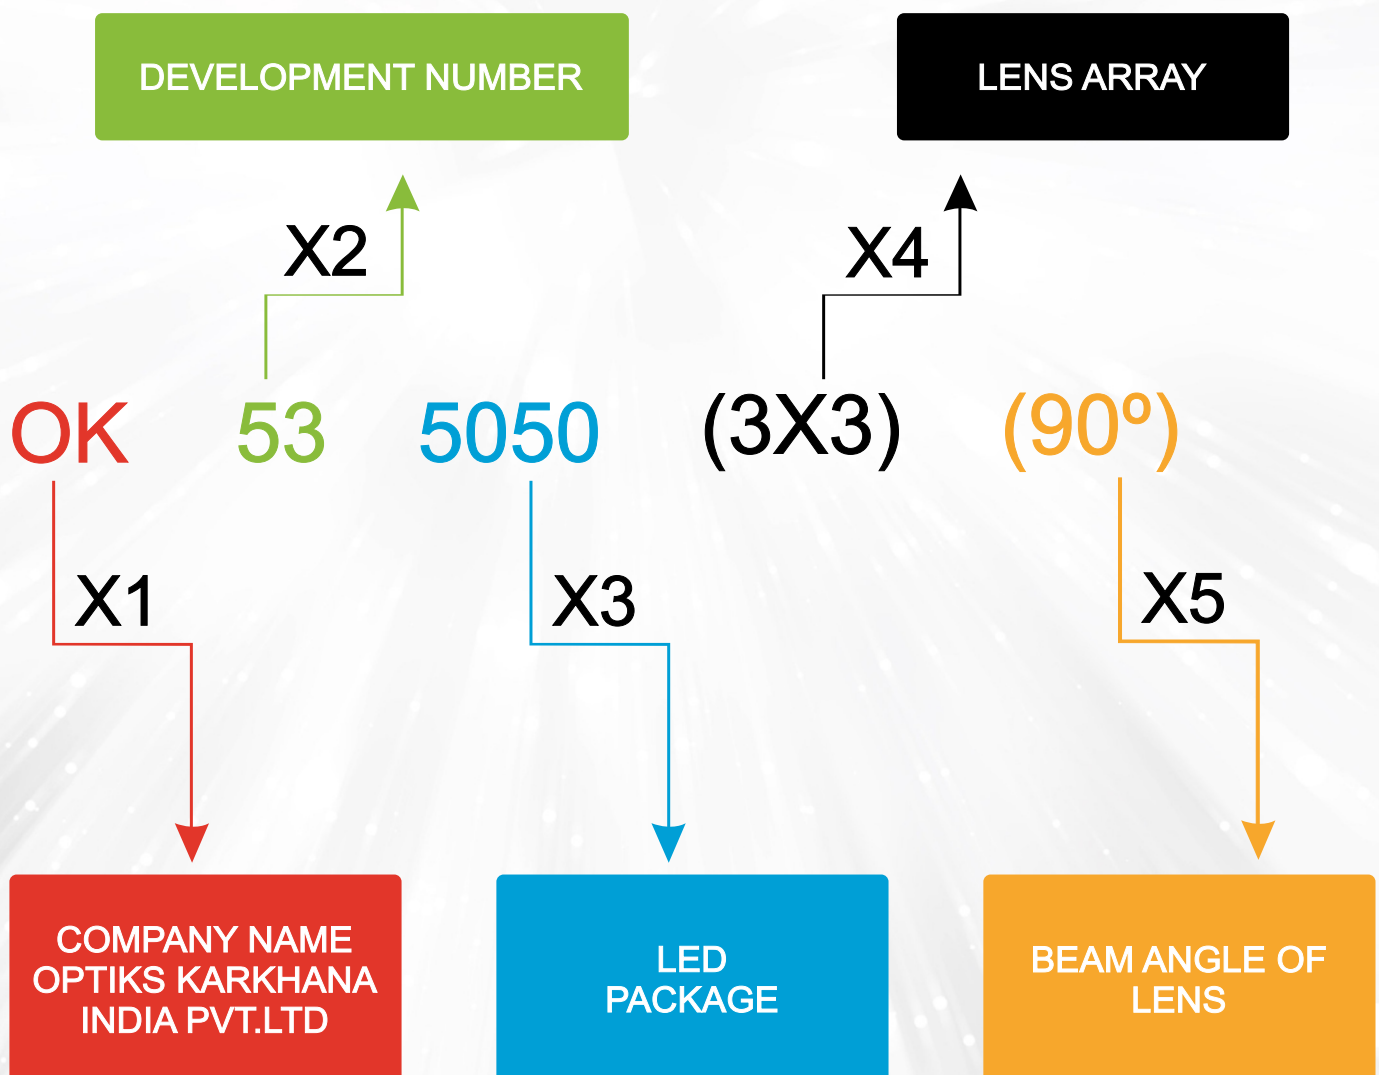 DEVELOPMENT NUMBER
LENS ARRAY
X2
X4
OK 53 5050 (3X3) (90º)
X1
X3
X5
COMPANY NAME
OPTIKS KARKHANA
INDIA PVT.LTD
LED
PACKAGE
BEAM ANGLE OF
LENS